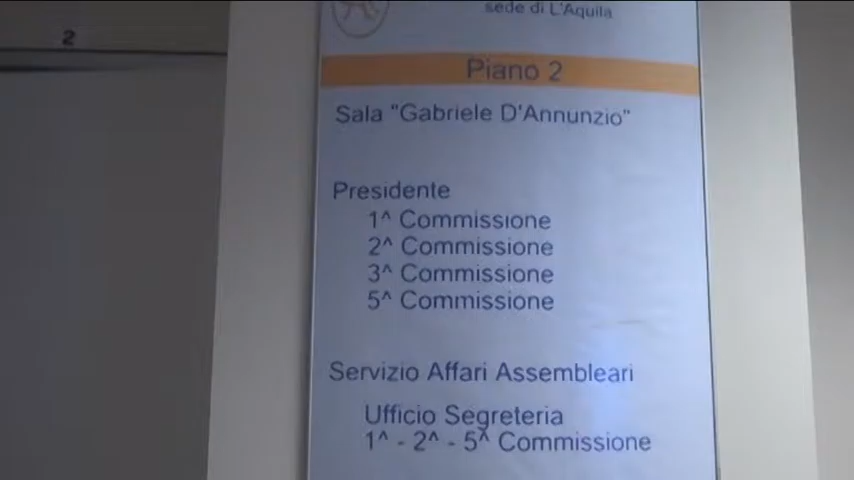 2
sede di L'Aquila
Piano 2
Sala "Gabriele D'Annunzio"
Presidente
1^ Commissione
2^ Commissione
3^ Commissione
5^ Commissione
Servizio Affari Assembleari
Ufficio Segreteria
1^ - 2^ - 5^ Commissione